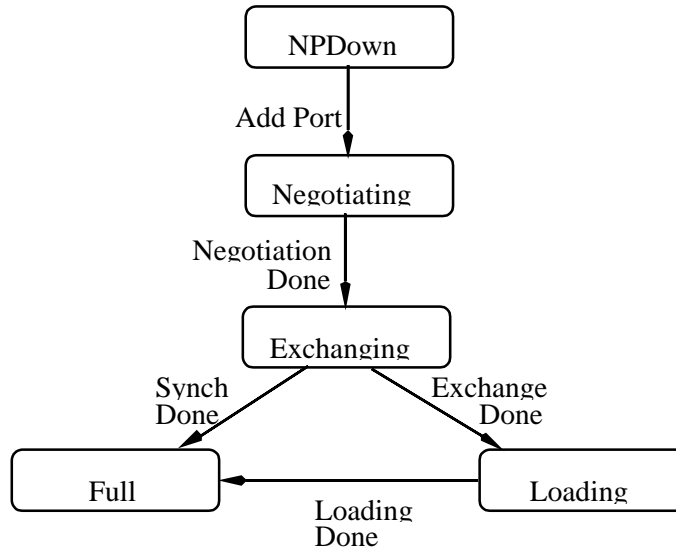 NPDown
Add Port
Negotiating
Negotiation
Done
Exchanging
Synch
Done
Exchange
Done
Full
Loading
Loading
Done